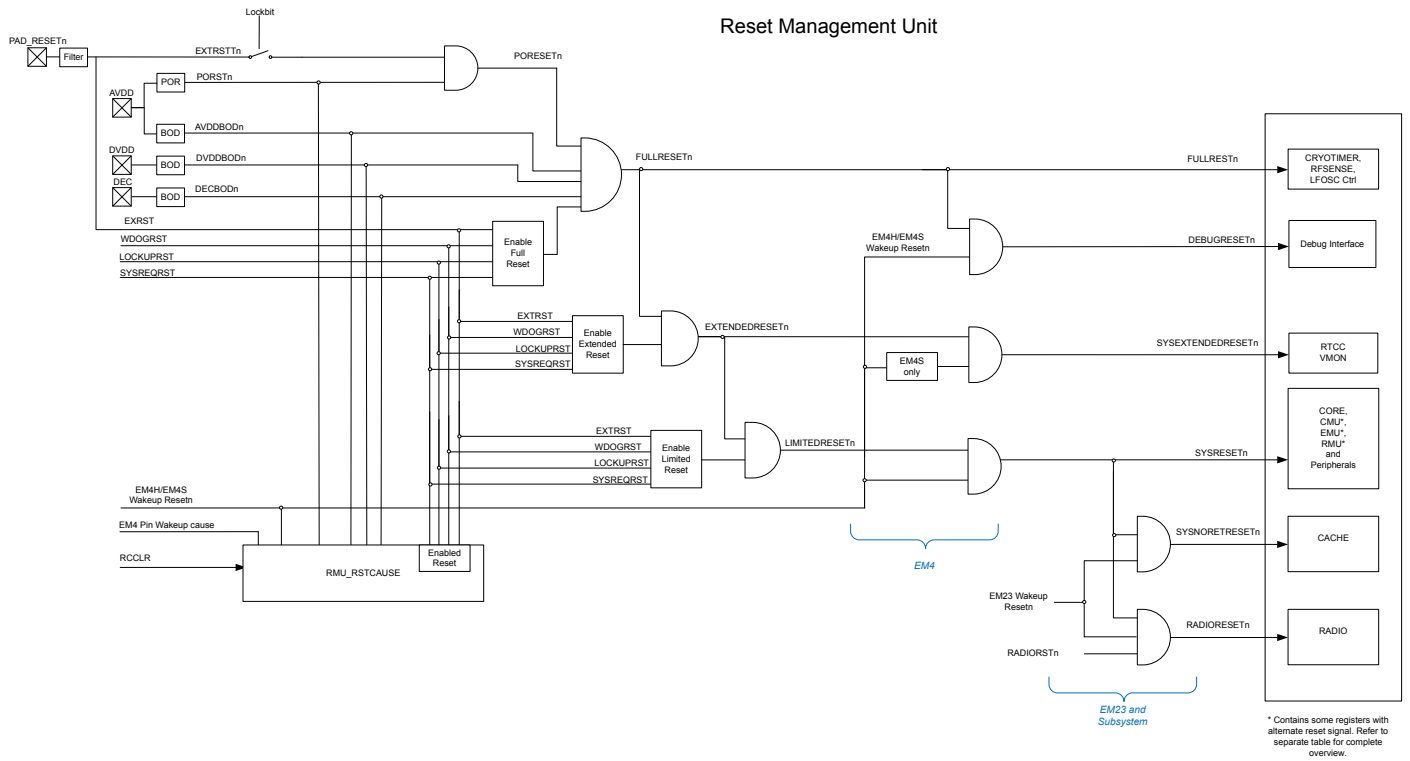 Reset Management Unit
Lockbit
PAD_RESETn
Filter
EXTRSTTn
PORESETn
AVDD
POR
PORSTn
BOD
AVDDBODn
DVDD
BOD
DVDDBODn
DEC
BOD
DECBODn
EXRST
WDOGRST
LOCKUPRST
SYSREQRST
Enable
Full
Reset
FULLRESETn
FULLRESTn
CRYOTIMER,
RFSENSE,
LFOSC Ctrl
EM4H/EM4S
Wakeup Resetn
DEBUGRESETn
Debug Interface
EXTRST
WDOGRST
LOCKUPRST
SYSREQRST
Enable
Extended
Reset
EXTENDEDRESETn
EM4S
only
SYSEXTENDEDRESETn
RTCC
VMON
EXTRST
WDOGRST
LOCKUPRST
SYSREQRST
Enable
Limited
Reset
LIMITEDRESETn
SYSRESETn
CORE,
CMU*,
EMU*,
RMU*
and
Peripherals
EM4H/EM4S
Wakeup Resetn
EM4 Pin Wakeup cause
RCCLR
RMU_RSTCAUSE
Enabled
Reset
EM4
SYSNORETRESETn
CACHE
EM23 Wakeup
Resetn
RADIORSTn
RADIORESETn
RADIO
EM23 and
Subsystem
* Contains some registers with
alternate reset signal. Refer to
separate table for complete
overview.